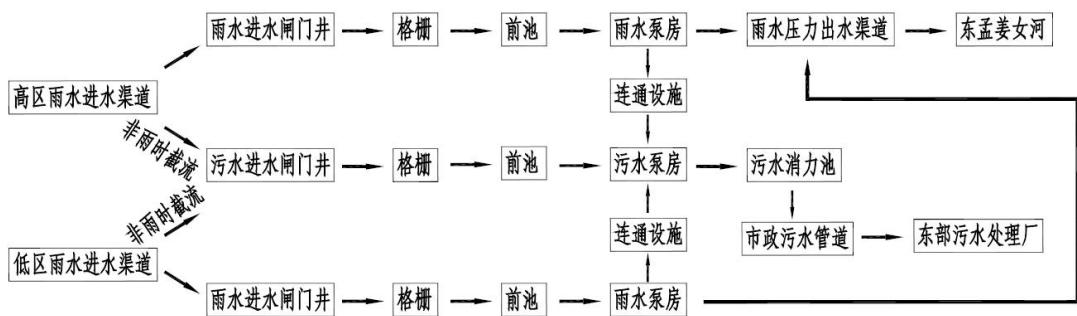 雨水进水闸门井
格栅
前池
雨水泵房
雨水压力出水渠道
东孟姜女河
高区雨水进水渠道
连通设施
非雨时截流
污水进水闸门井
格栅
前池
污水泵房
污水消力池
非雨时截流
连通设施
市政污水管道
东部污水处理厂
低区雨水进水渠道
雨水进水闸门井
格栅
前池
雨水泵房